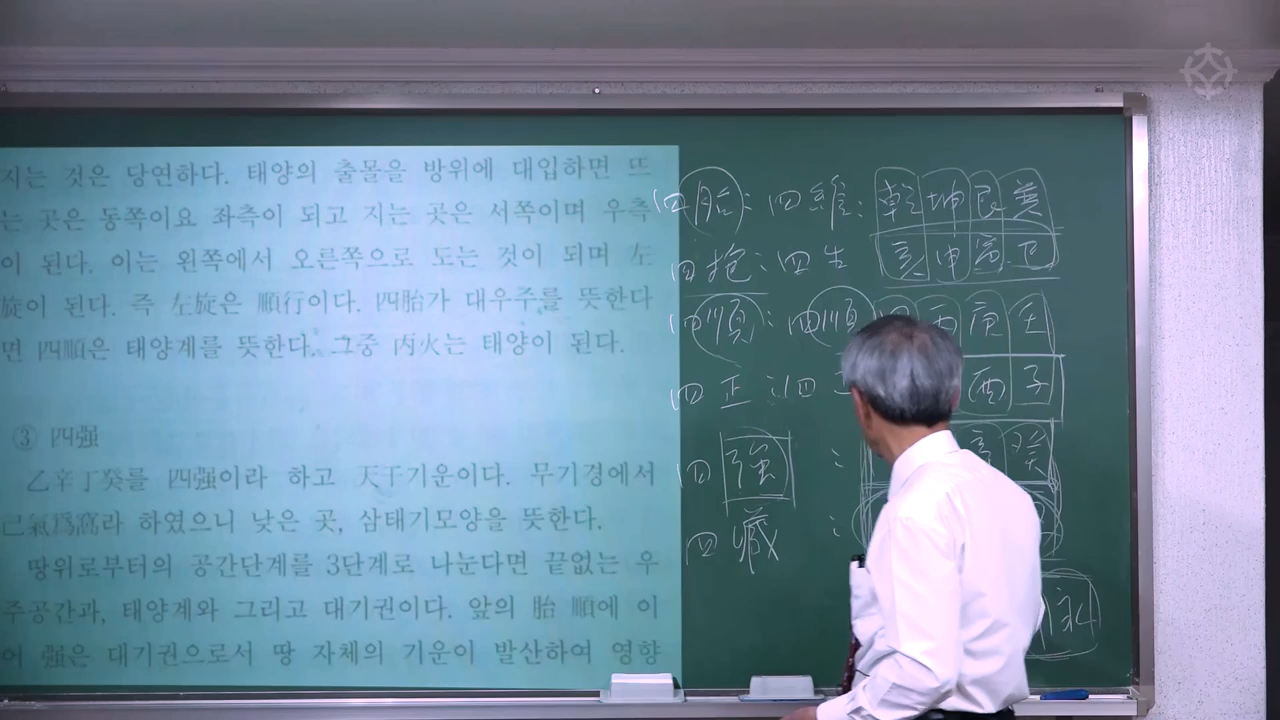 지는 것은 당연하다. 태양의 출몰을 방위에 대입하면 뜨
는 곳은 동쪽이요 좌측이 되고 지는 곳은 서쪽이며 우측
이 된다. 이는 왼쪽에서 오른쪽으로 도는 것이 되며 左
旋이 된다. 즉 左旋은 順行이다. 四胎가 대우주를 뜻한다
면 四順은 태양계를 뜻한다. 그중 丙火는 태양이 된다.
③ 四强
乙辛丁癸를 四强이라 하고 天干기운이다. 무기경에서
己氣爲窩라 하였으니 낮은 곳, 삼태기모양을 뜻한다.
땅위로부터의 공간단계를 3단계로 나눈다면 끝없는 우
주공간과, 태양계와 그리고 대기권이다. 앞의 胎 順에 이
어 强은 대기권으로서 땅 자체의 기운이 발산하여 영향
四胎: 四維: 乾坤艮巽
四抱: 四生 亥申寅巳
四順: 四順 丙庚壬
四正: 四 酉子
四強 : 癸
四藏 :